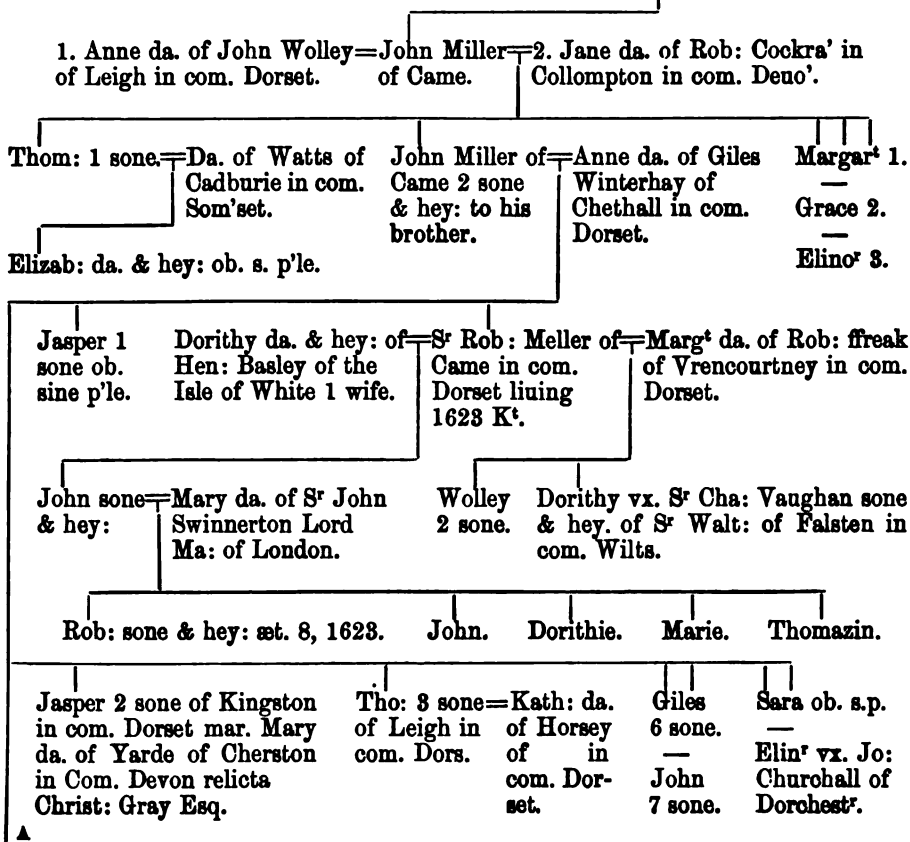 1. Anne da. of John Wolley=John Miller=2. Jane da. of Rob: Cockra' in
of Leigh in com. Dorset. of Came. Collompton in com. Deuo'.
Thom: 1 sone.=Da. of Watts of
Cadburie in com.
Som'set.
John Miller of=Anne da. of Giles
Came 2 sone Winterhay of
& hey: to his Chethall in com.
brother. Dorset.
Margarᵗ 1.
—
Grace 2.
—
Elinoʳ 3.
Elizab: da. & hey: ob. s. p'le.
Jasper 1
sone ob.
sine p'le.
Dorithy da. & hey: of=Sʳ Rob: Meller of=Margᵗ da. of Rob: ffreak
Hen: Basley of the Came in com. of Vrencourtney in com.
Isle of White 1 wife. Dorset liuing Dorset.
1623 Kᵗ.
John sone=Mary da. of Sʳ John
& hey: Swinnerton Lord
Ma: of London.
Wolley
2 sone.
Dorithy vx. Sʳ Cha: Vaughan sone
& hey. of Sʳ Walt: of Falsten in
com. Wilts.
Rob: sone & hey: æt. 8, 1623. John. Dorithie. Marie. Thomazin.
Jasper 2 sone of Kingston
in com. Dorset mar. Mary
da. of Yarde of Cherston
in Com. Devon relicta
Christ: Gray Esq.
Tho: 3 sone=Kath: da.
of Leigh in of Horsey
com. Dors. of in
com. Dor-
set.
Giles
6 sone.
—
John
7 sone.
Sara ob. s.p.
—
Elinʳ vx. Jo:
Churchall of
Dorchestʳ.
▲